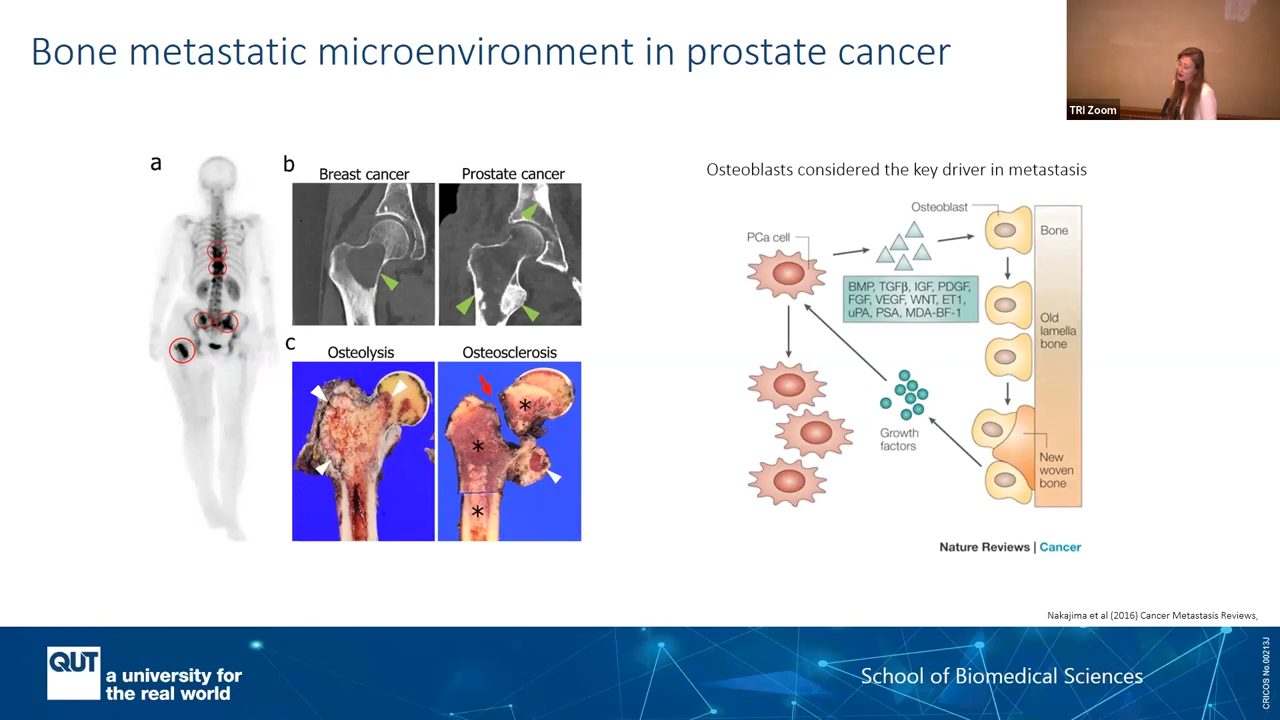 Bone metastatic microenvironment in prostate cancer
TRI Zoom
a
b
Breast cancer
Prostate cancer
c
Osteolysis
Osteosclerosis
*
*
*
Osteoblasts considered the key driver in metastasis
Osteoblast
PCa cell
Bone
BMP, TGFβ, IGF, PDGF,
FGF, VEGF, WNT, ET1,
uPA, PSA, MDA-BF-1
Old
lamella
bone
Growth
factors
New
woven
bone
Nature Reviews | Cancer
Nakajima et al (2016) Cancer Metastasis Reviews,
QUT
a university for
the real world
School of Biomedical Sciences
CRICOS No.00213J